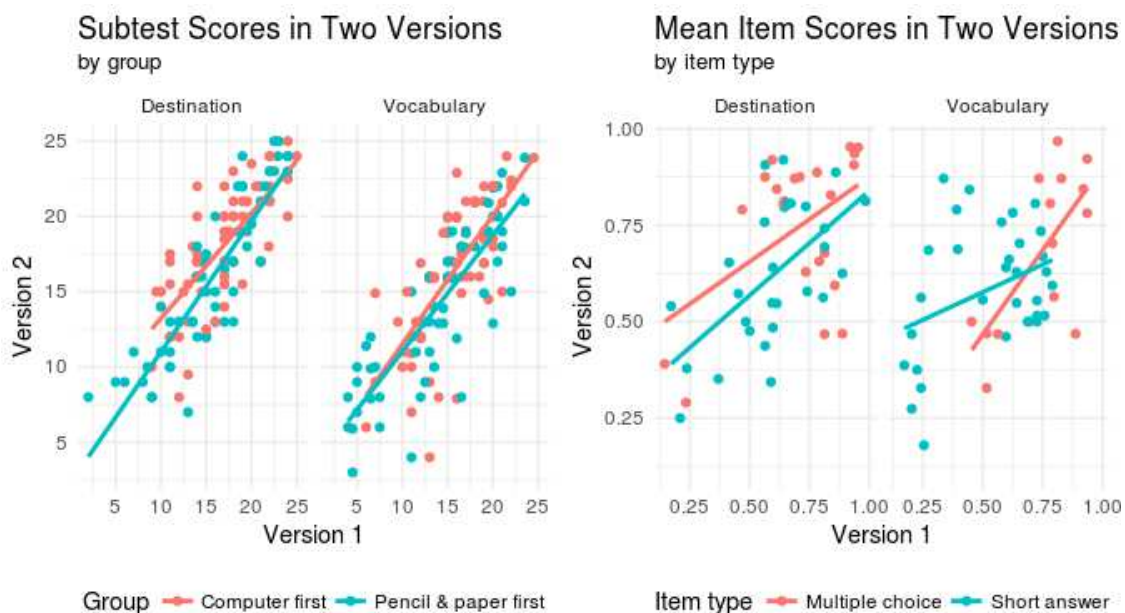 Subtest Scores in Two Versions
by group
Destination
Vocabulary
25
20
15
10
5
Version 2
5 10 15 20 25
5 10 15 20 25
Version 1
Group Computer first Pencil & paper first
Mean Item Scores in Two Versions
by item type
Destination
Vocabulary
1.00
0.75
0.50
0.25
Version 2
0.25 0.50 0.75 1.00
0.25 0.50 0.75 1.00
Version 1
Item type Multiple choice Short answer